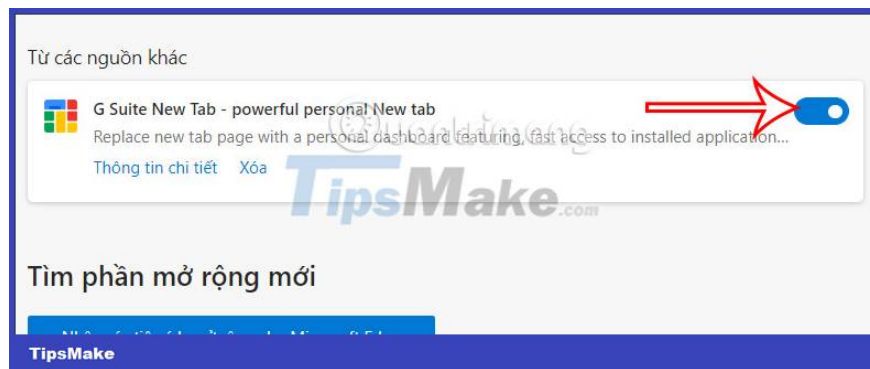 Từ các nguồn khác
G Suite New Tab - powerful personal New tab
Replace new tab page with a personal dashboard featuring, fast access to installed application...
Thông tin chi tiết Xóa
TipsMake.com
Tìm phần mở rộng mới
TipsMake